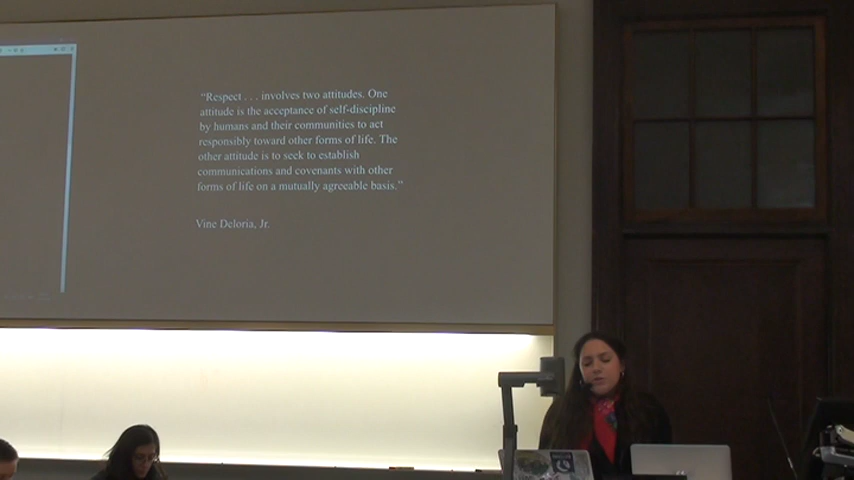 “Respect . . . involves two attitudes. One
attitude is the acceptance of self-discipline
by humans and their communities to act
responsibly toward other forms of life. The
other attitude is to seek to establish
communications and covenants with other
forms of life on a mutually agreeable basis.”
Vine Deloria, Jr.